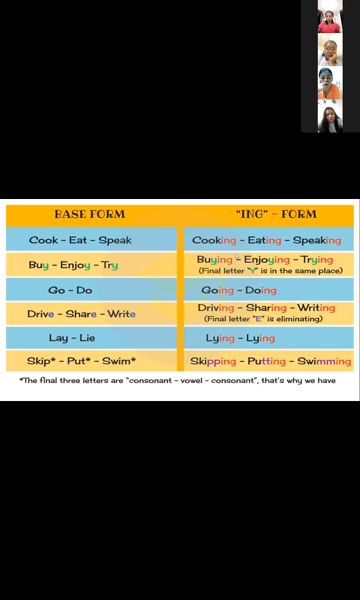 BASE FORM "ING" - FORM
Cook - Eat - Speak Cooking - Eating - Speaking
Buy - Enjoy - Try Buying - Enjoying - Trying
(Final letter "Y" is in the same place)
Go - Do Going - Doing
Drive - Share - Write Driving - Sharing - Writing
(Final letter "E" is eliminating)
Lay - Lie Lying - Lying
Skip* - Put* - Swim* Skipping - Putting - Swimming
*The final three letters are "consonant - vowel - consonant", that's why we have